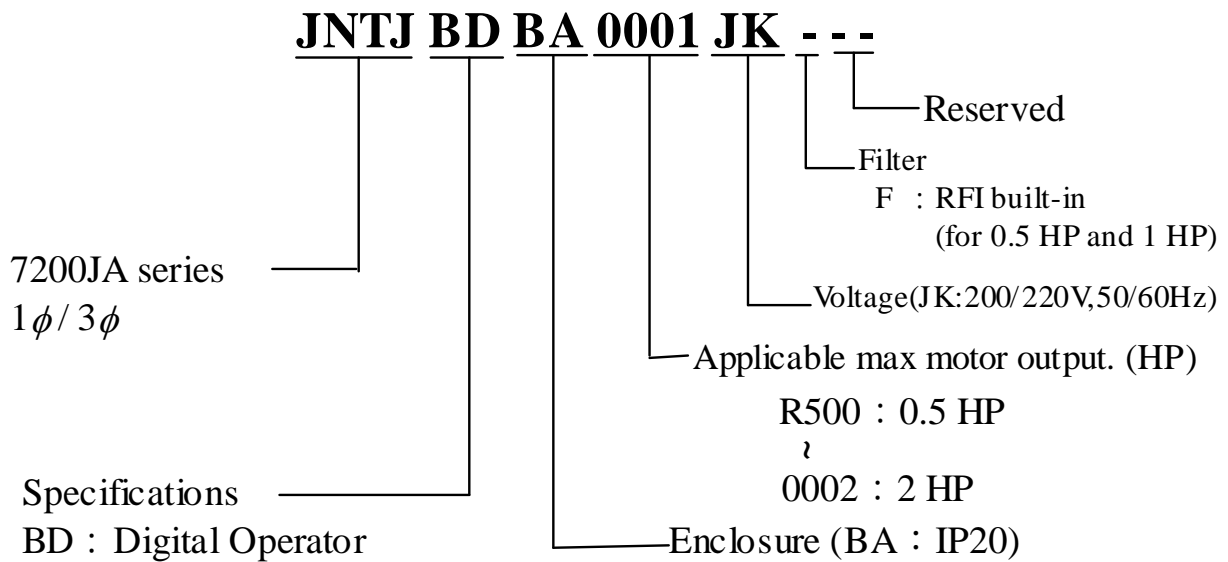 JNTJ BD BA 0001 JK - - -
Reserved
Filter
F : RFI built-in
(for 0.5 HP and 1 HP)
7200JA series
1ϕ / 3ϕ
Voltage(JK:200/220V,50/60Hz)
Applicable max motor output. (HP)
R500 : 0.5 HP
~
0002 : 2 HP
Specifications
BD : Digital Operator
Enclosure (BA : IP20)